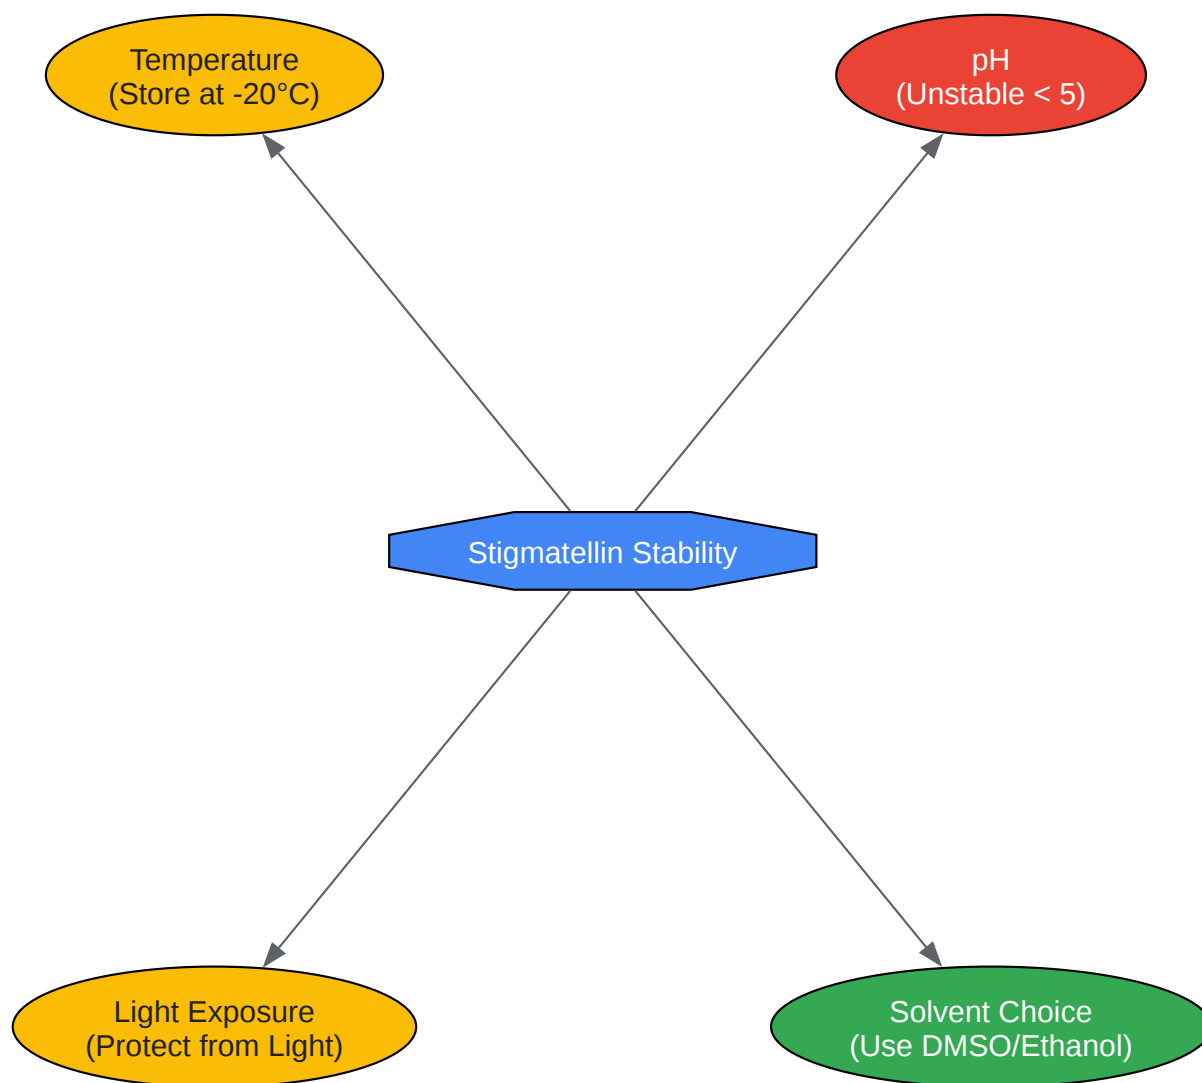 Temperature
(Store at -20°C)
pH
(Unstable < 5)
Stigmatellin Stability
Light Exposure
(Protect from Light)
Solvent Choice
(Use DMSO/Ethanol)